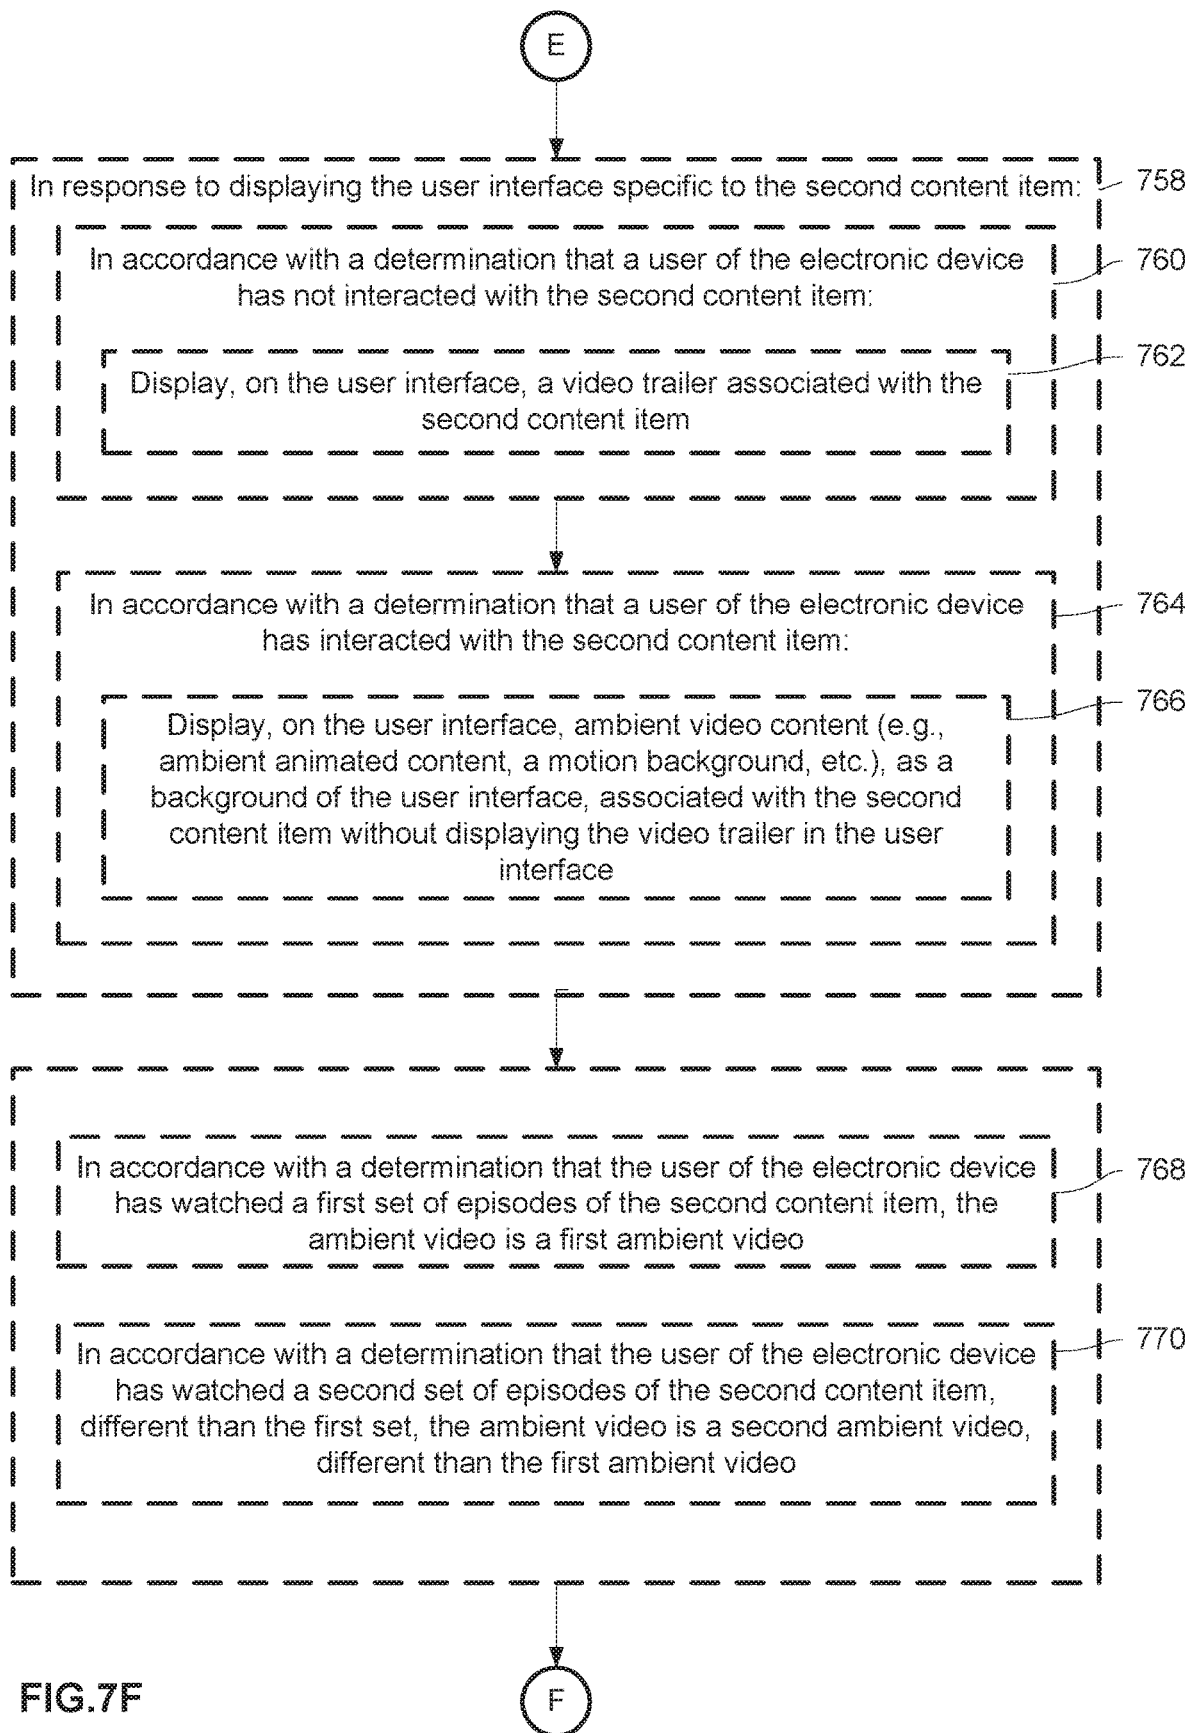 E
In response to displaying the user interface specific to the second content item:
758
In accordance with a determination that a user of the electronic device
has not interacted with the second content item:
760
Display, on the user interface, a video trailer associated with the
second content item
762
In accordance with a determination that a user of the electronic device
has interacted with the second content item:
764
Display, on the user interface, ambient video content (e.g.,
ambient animated content, a motion background, etc.), as a
background of the user interface, associated with the second
content item without displaying the video trailer in the user
interface
766
In accordance with a determination that the user of the electronic device
has watched a first set of episodes of the second content item, the
ambient video is a first ambient video
768
In accordance with a determination that the user of the electronic device
has watched a second set of episodes of the second content item,
different than the first set, the ambient video is a second ambient video,
different than the first ambient video
770
FIG.7F
F